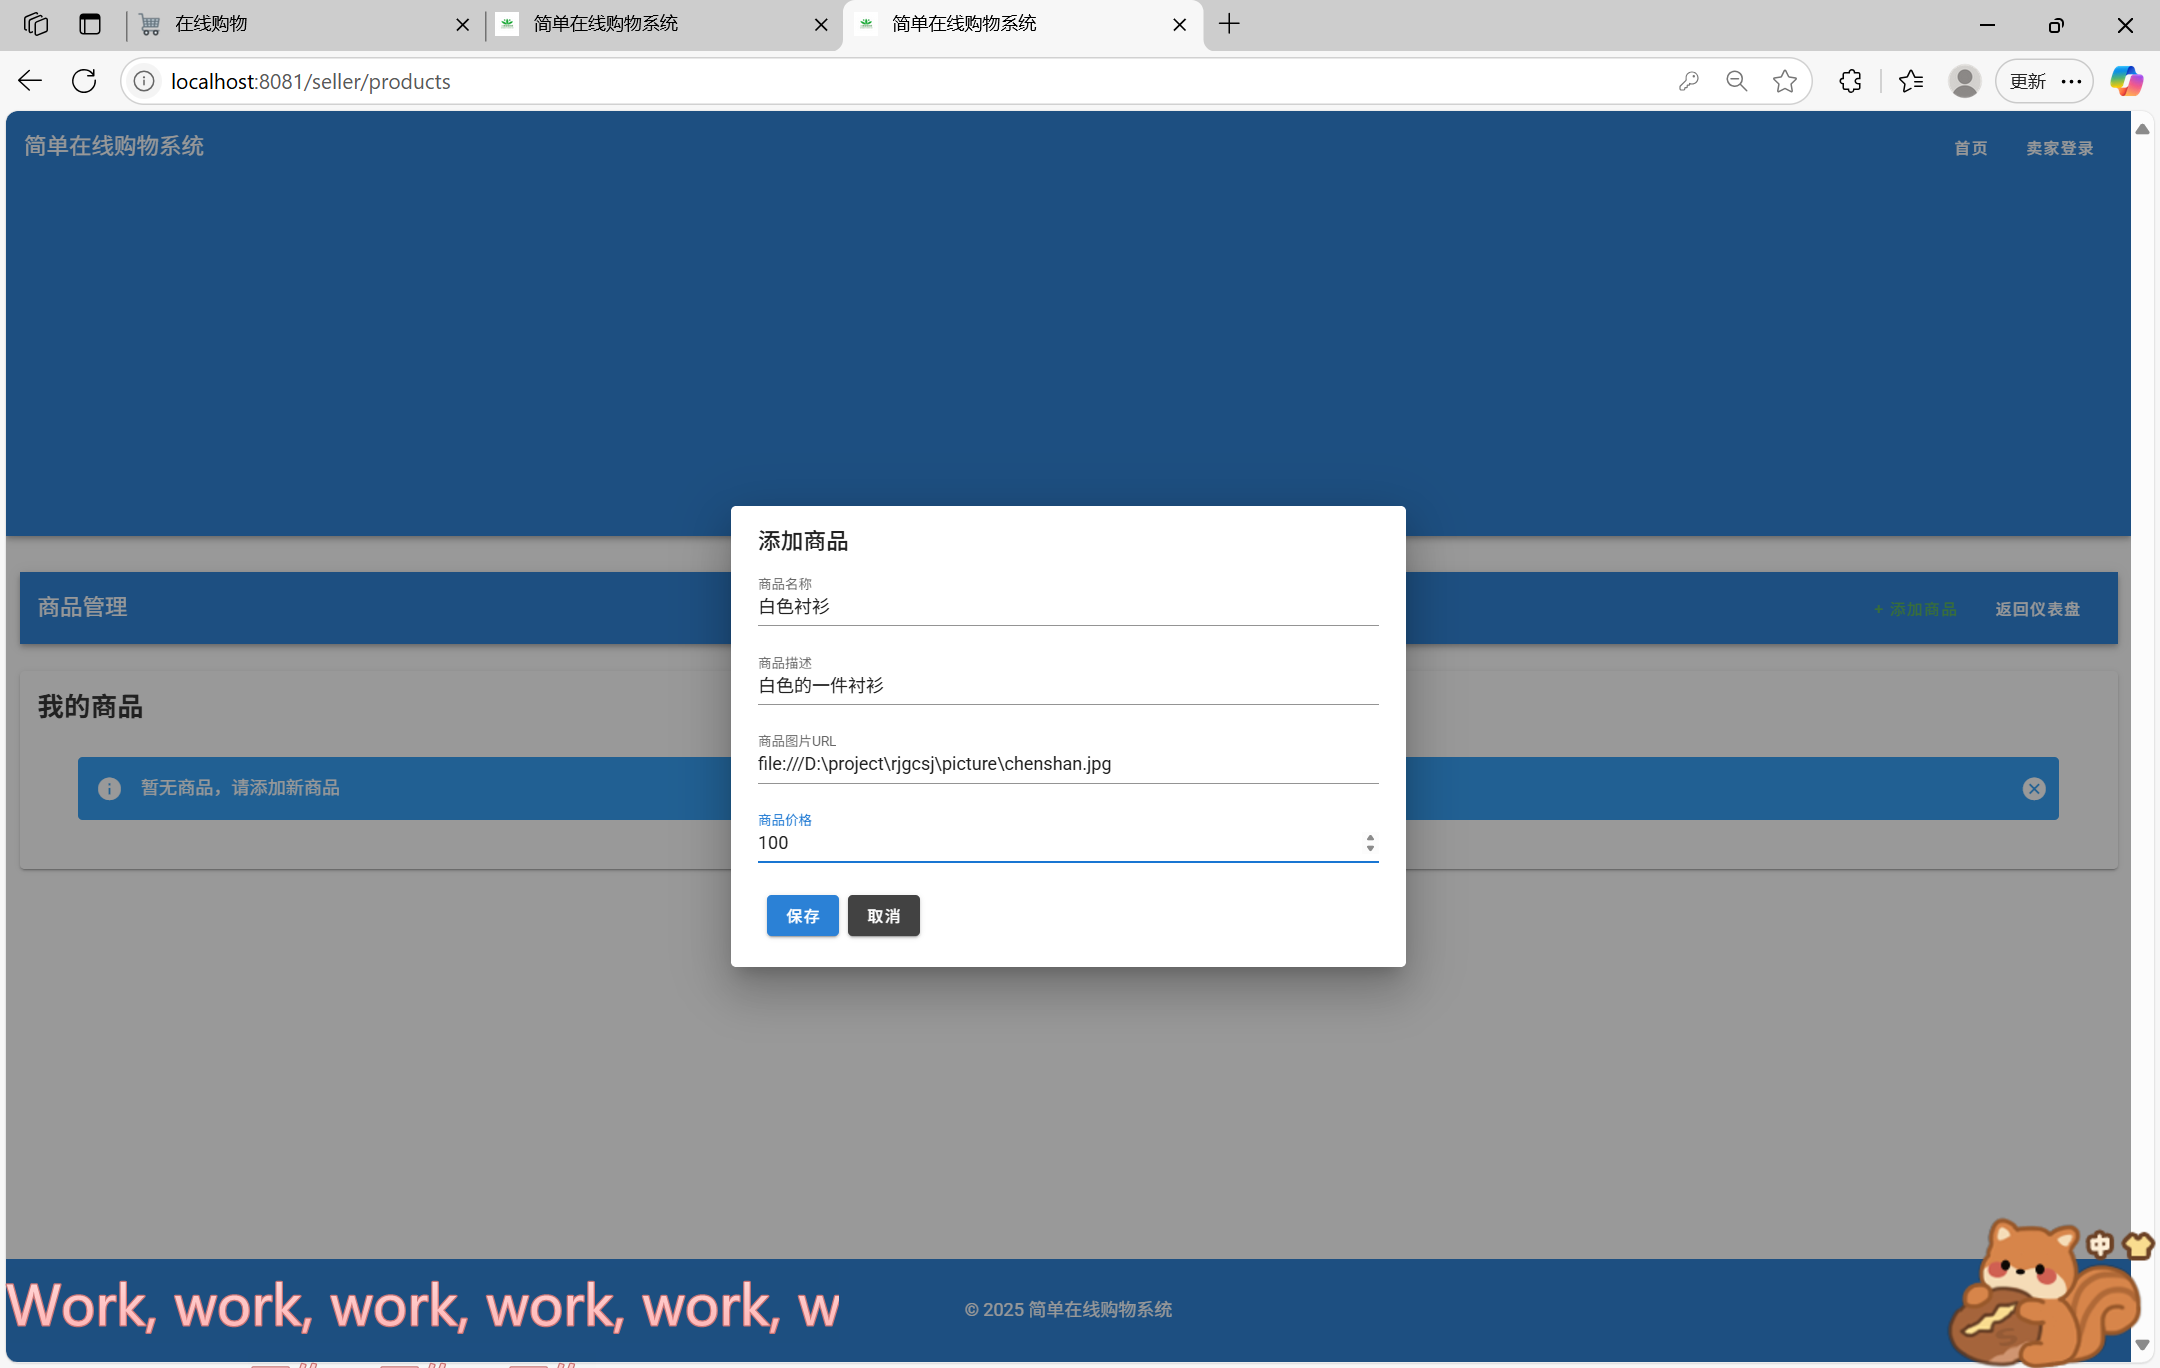 在线购物
简单在线购物系统
简单在线购物系统
localhost:8081/seller/products
更新
简单在线购物系统
首页
卖家登录
添加商品
商品名称
白色衬衫
商品管理
+ 添加商品
返回仪表盘
商品描述
白色的一件衬衫
我的商品
商品图片URL
file:///D:\project\rjgcsj\picture\chenshan.jpg
暂无商品，请添加新商品
商品价格
100
保存
取消
中
Work, work, work, work, work, w
© 2025 简单在线购物系统